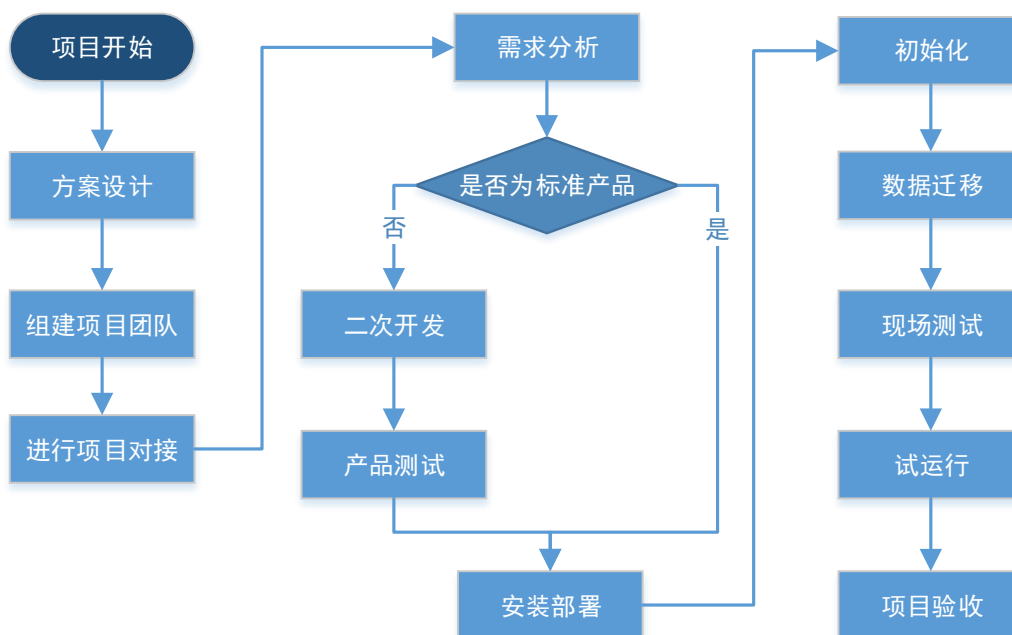 项目开始
方案设计
组建项目团队
进行项目对接
需求分析
是否为标准产品
否
是
二次开发
产品测试
安装部署
初始化
数据迁移
现场测试
试运行
项目验收